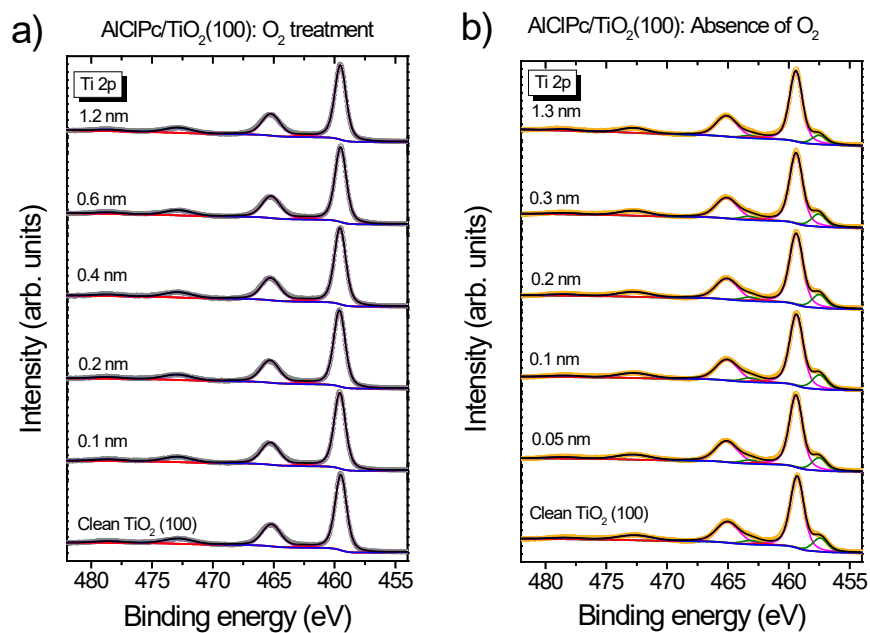 a)
AlClPc/TiO₂(100): O₂ treatment
Ti 2p
1.2 nm
0.6 nm
0.4 nm
0.2 nm
0.1 nm
Clean TiO₂ (100)
Intensity (arb. units)
480 475 470 465 460 455
Binding energy (eV)
b)
AlClPc/TiO₂(100): Absence of O₂
Ti 2p
1.3 nm
0.3 nm
0.2 nm
0.1 nm
0.05 nm
Clean TiO₂ (100)
Intensity (arb. units)
480 475 470 465 460 455
Binding energy (eV)